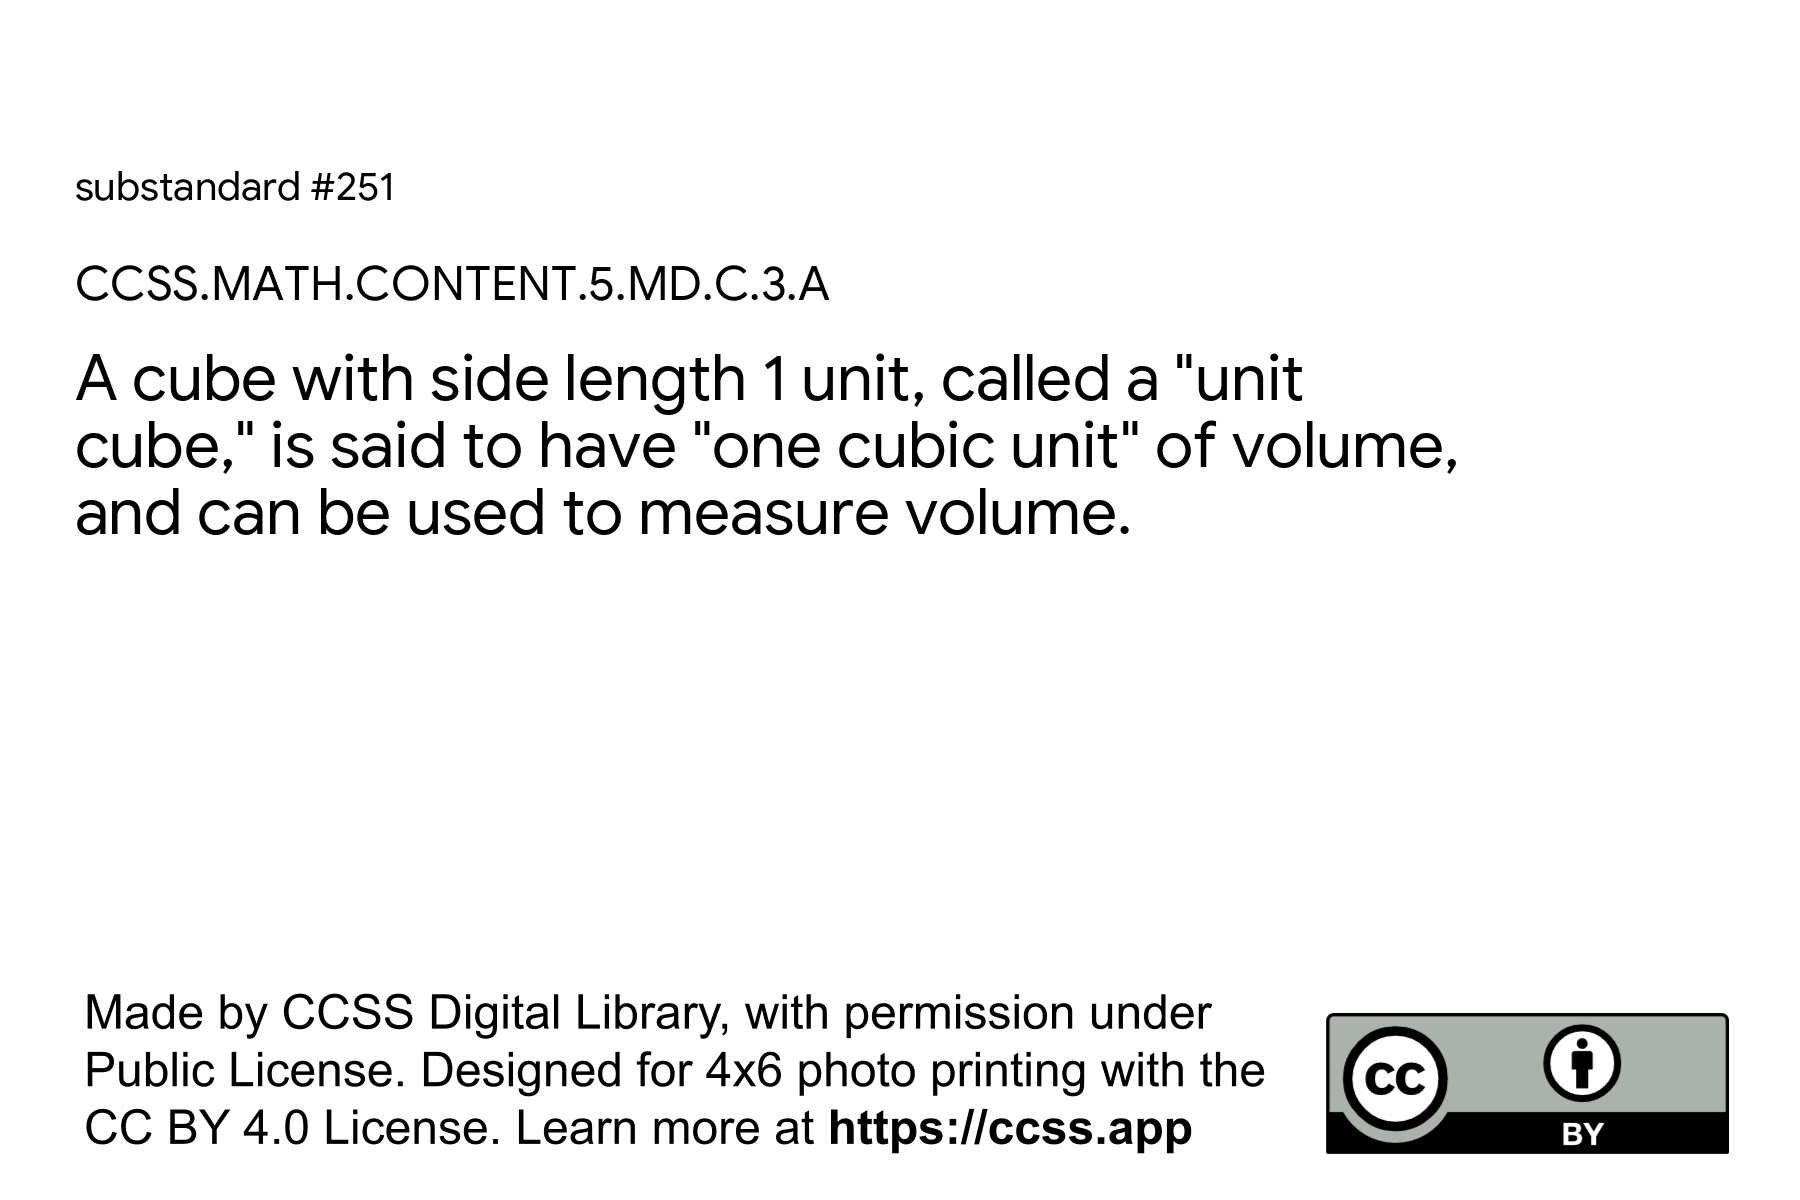 substandard #251
CCSS.MATH.CONTENT.5.MD.C.3.A
A cube with side length 1 unit, called a "unit
cube," is said to have "one cubic unit" of volume,
and can be used to measure volume.
Made by CCSS Digital Library, with permission under
Public License. Designed for 4x6 photo printing with the
CC BY 4.0 License. Learn more at https://ccss.app
CC
BY